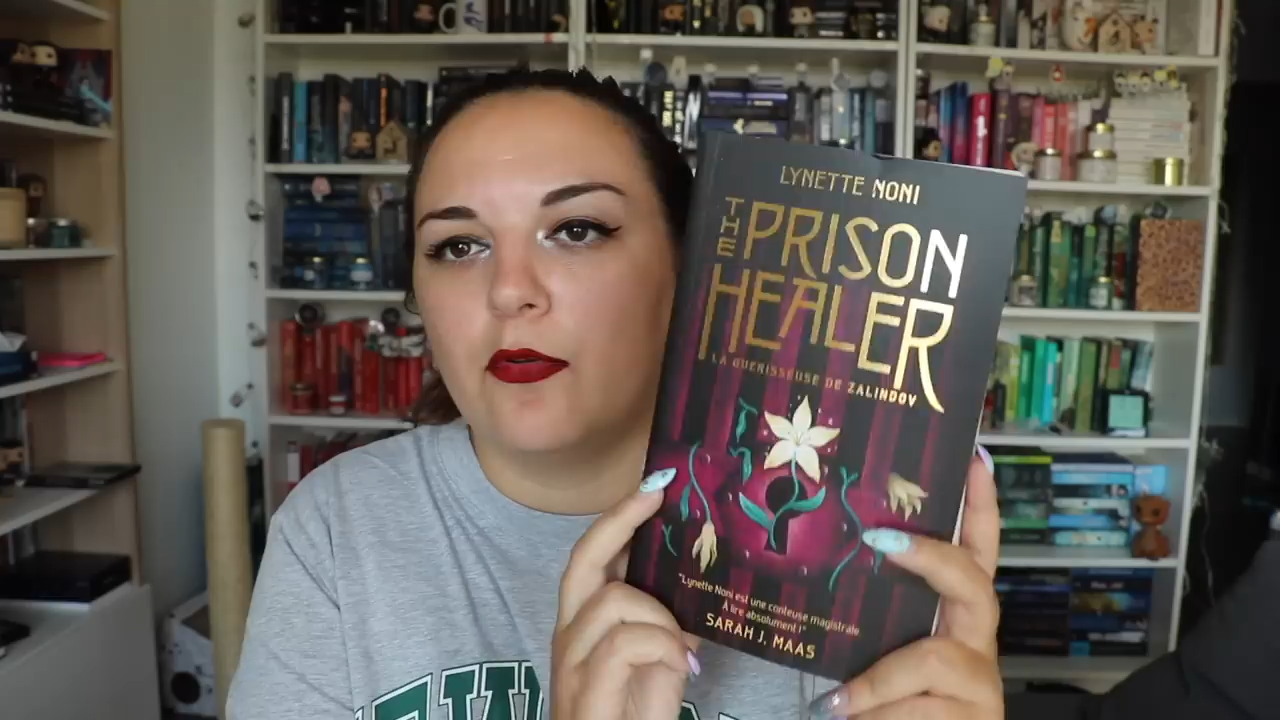 LYNETTE NONI
THE PRISON
HEALER
LA GUÉRISSEUSE DE ZALINDOV
"Lynette Noni est une conteuse magistrale
À lire absolument !"
SARAH J. MAAS